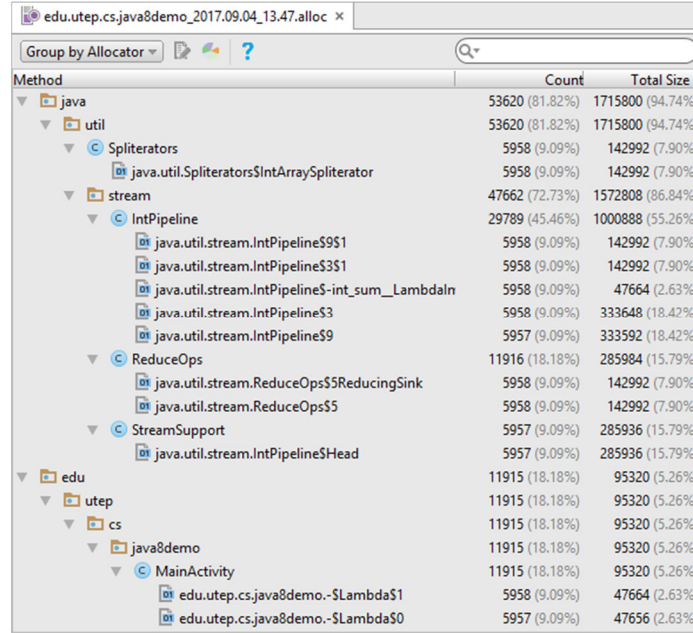 edu.utep.cs.java8demo_2017.09.04_13.47.alloc ×
Group by Allocator ?
Method Count Total Size
java 53620 (81.82%) 1715800 (94.74%
util 53620 (81.82%) 1715800 (94.74%
C Spliterators 5958 (9.09%) 142992 (7.90%
java.util.Spliterators$IntArraySpliterator 5958 (9.09%) 142992 (7.90%
stream 47662 (72.73%) 1572808 (86.84%
C IntPipeline 29789 (45.46%) 1000888 (55.26%
java.util.stream.IntPipeline$9$1 5958 (9.09%) 142992 (7.90%
java.util.stream.IntPipeline$3$1 5958 (9.09%) 142992 (7.90%
java.util.stream.IntPipeline$-int_sum__LambdaIm 5958 (9.09%) 47664 (2.63%
java.util.stream.IntPipeline$3 5958 (9.09%) 333648 (18.42%
java.util.stream.IntPipeline$9 5957 (9.09%) 333592 (18.42%
C ReduceOps 11916 (18.18%) 285984 (15.79%
java.util.stream.ReduceOps$5ReducingSink 5958 (9.09%) 142992 (7.90%
java.util.stream.ReduceOps$5 5958 (9.09%) 142992 (7.90%
C StreamSupport 5957 (9.09%) 285936 (15.79%
java.util.stream.IntPipeline$Head 5957 (9.09%) 285936 (15.79%
edu 11915 (18.18%) 95320 (5.26%
utep 11915 (18.18%) 95320 (5.26%
cs 11915 (18.18%) 95320 (5.26%
java8demo 11915 (18.18%) 95320 (5.26%
C MainActivity 11915 (18.18%) 95320 (5.26%
edu.utep.cs.java8demo.-$Lambda$1 5958 (9.09%) 47664 (2.63%
edu.utep.cs.java8demo.-$Lambda$0 5957 (9.09%) 47656 (2.63%